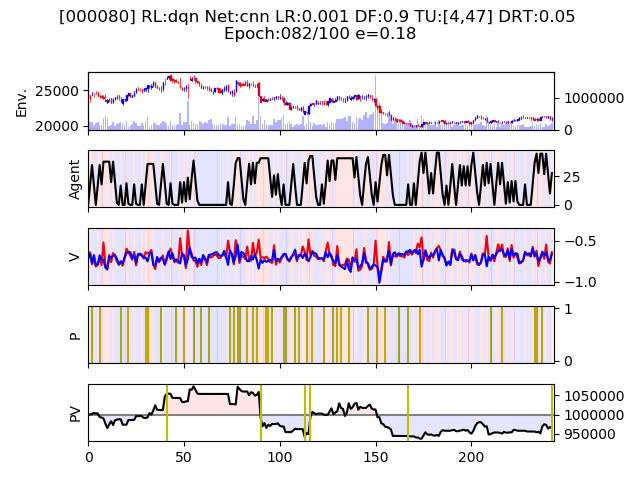 [000080] RL:dqn Net:cnn LR:0.001 DF:0.9 TU:[4,47] DRT:0.05
Epoch:082/100 e=0.18
Env.
25000
20000
1000000
0
Agent
25
0
V
−0.5
−1.0
P
1
0
PV
1050000
1000000
950000
0
50
100
150
200